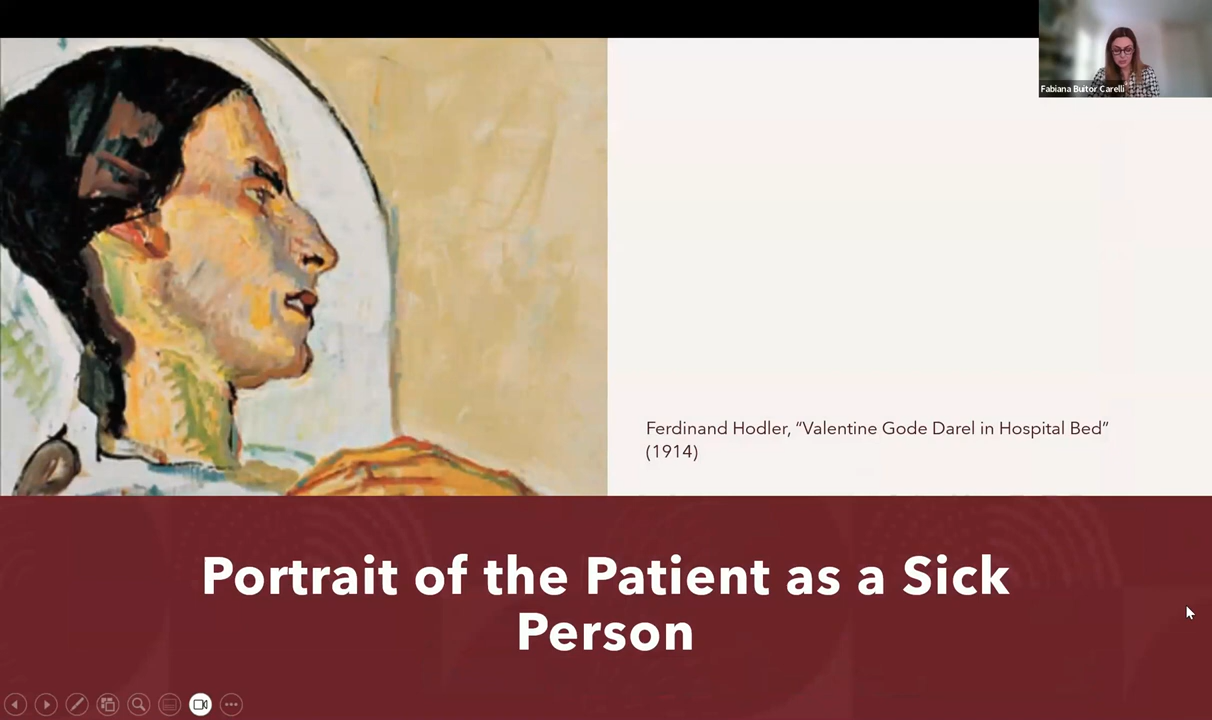 Fabiana Buitor Carelli
Ferdinand Hodler, “Valentine Gode Darel in Hospital Bed”
(1914)
Portrait of the Patient as a Sick
Person